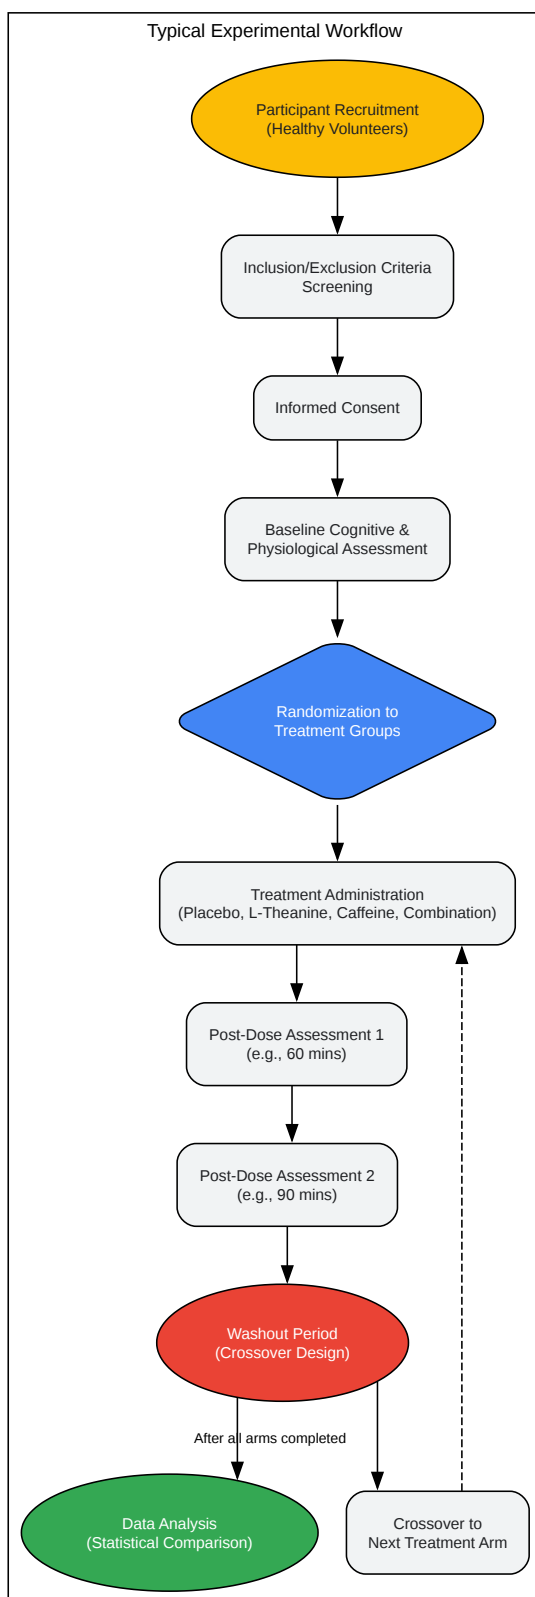 Typical Experimental Workflow
Participant Recruitment
(Healthy Volunteers)
Inclusion/Exclusion Criteria
Screening
Informed Consent
Baseline Cognitive &
Physiological Assessment
Randomization to
Treatment Groups
Treatment Administration
(Placebo, L-Theanine, Caffeine, Combination)
Post-Dose Assessment 1
(e.g., 60 mins)
Post-Dose Assessment 2
(e.g., 90 mins)
Washout Period
(Crossover Design)
After all arms completed
Data Analysis
(Statistical Comparison)
Crossover to
Next Treatment Arm